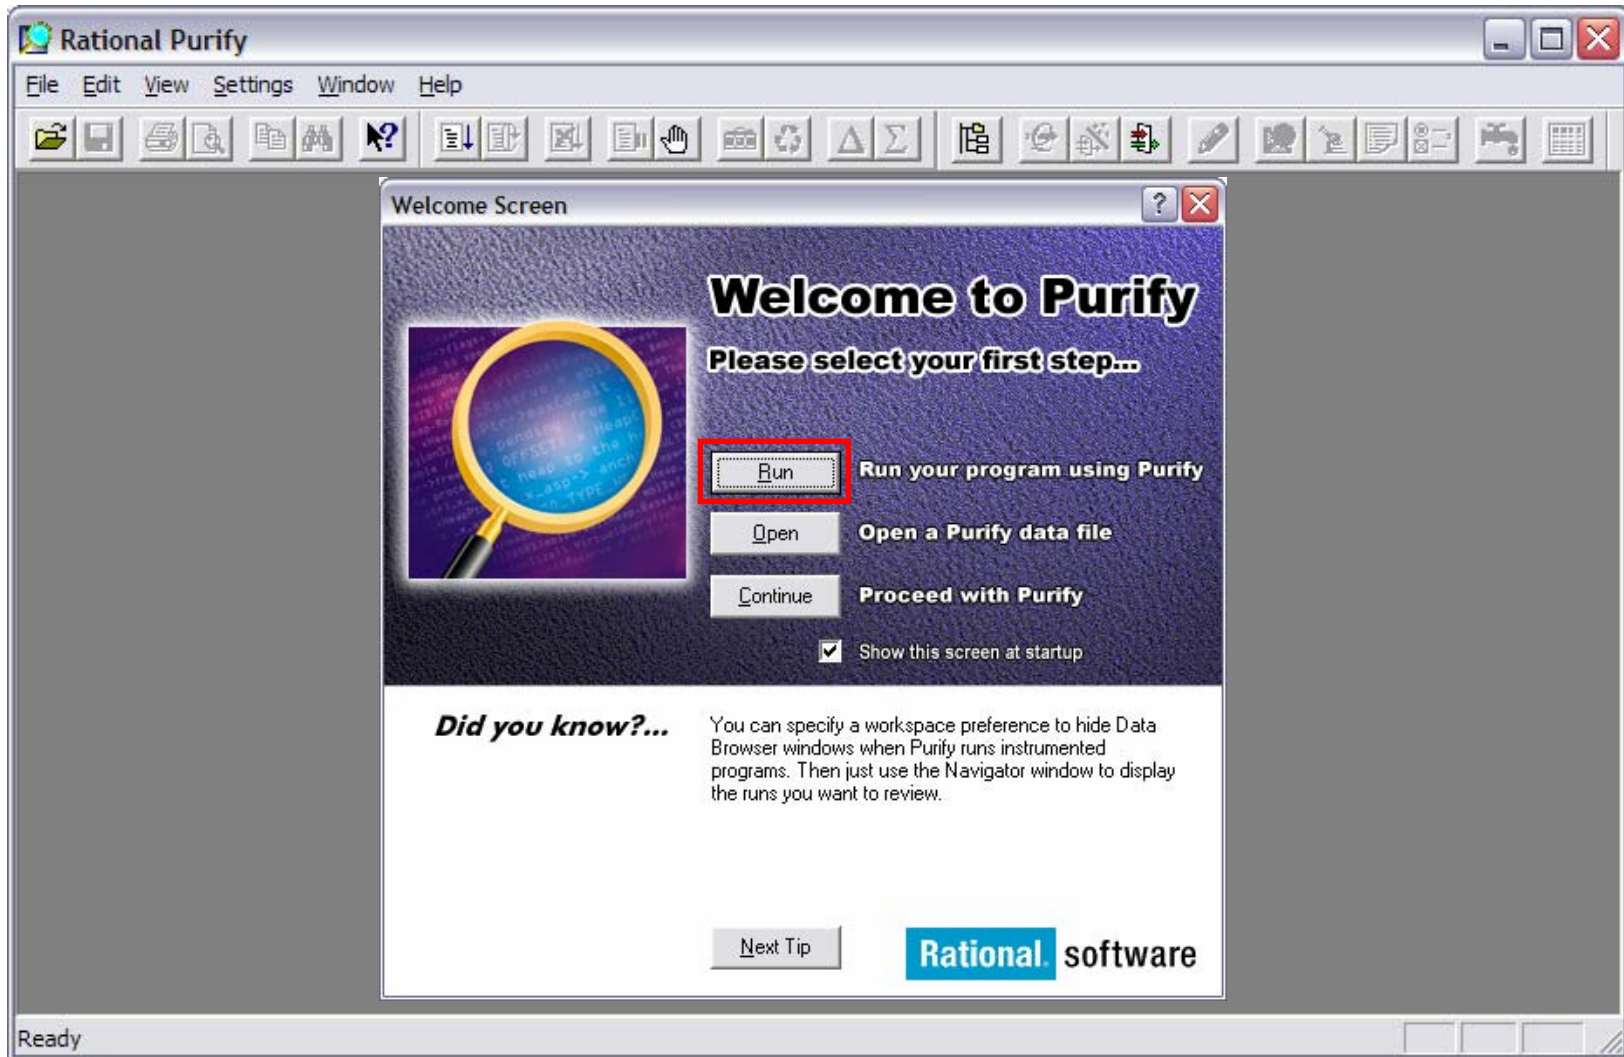 Rational Purify
File Edit View Settings Window Help
Welcome Screen
Welcome to Purify
Please select your first step...
Run Run your program using Purify
Open Open a Purify data file
Continue Proceed with Purify
Show this screen at startup
Did you know?...
You can specify a workspace preference to hide Data
Browser windows when Purify runs instrumented
programs. Then just use the Navigator window to display
the runs you want to review.
Next Tip
Rational. software
Ready